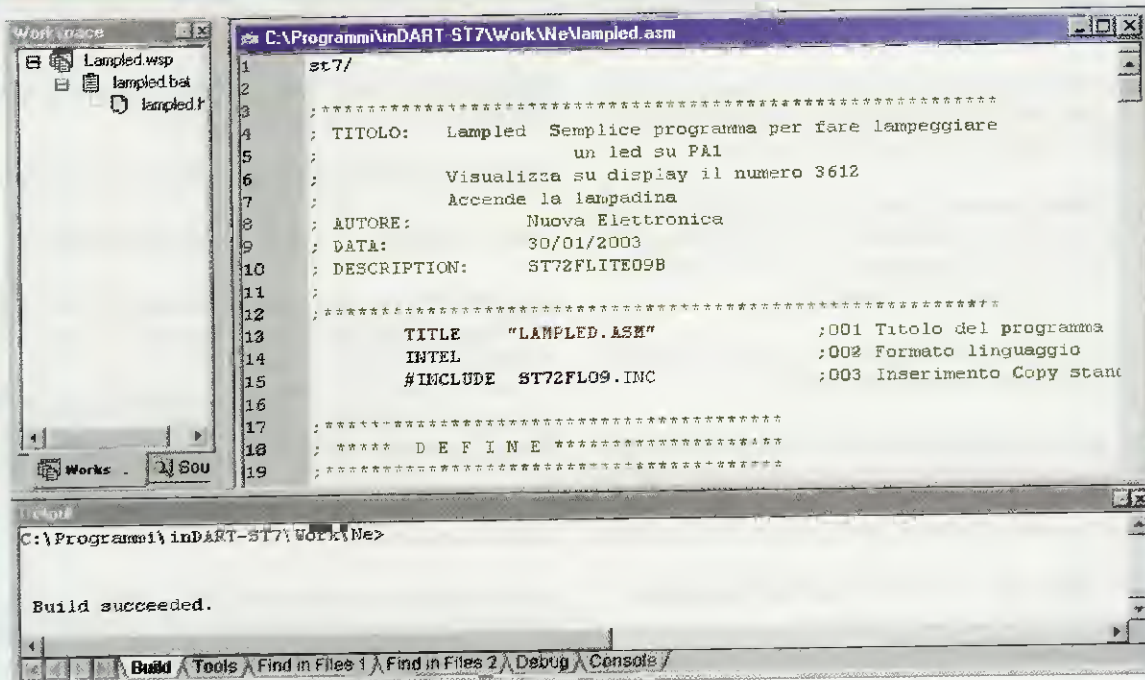 Workspace
Lampled.wsp
lampled.bat
lampled.h
Works
Sou
C:\Programmi\inDART-ST7\Work\Ne\lampled.asm
1 st7/
2
3 ;************************************************************
4 ; TITOLO: Lampled Semplice programma per fare lampeggiare
5 ; un led su PA1
6 ; Visualizza su display il numero 3612
7 ; Accende la lampadina
8 ; AUTORE: Nuova Elettronica
9 ; DATA: 30/01/2003
10 ; DESCRIPTION: ST72FLITE09B
11 ;
12 ;************************************************************
13 TITLE "LAMPLED.ASM" ;001 Titolo del programma
14 INTEL ;002 Formato linguaggio
15 #INCLUDE ST72FL09.INC ;003 Inserimento Copy stand
16
17 ;*****************************************
18 ; ***** D E F I N E ********************
19 ;*****************************************
Output
C:\Programmi\inDART-ST7\Work\Ne>
Build succeeded.
Build Tools Find in Files 1 Find in Files 2 Debug Console